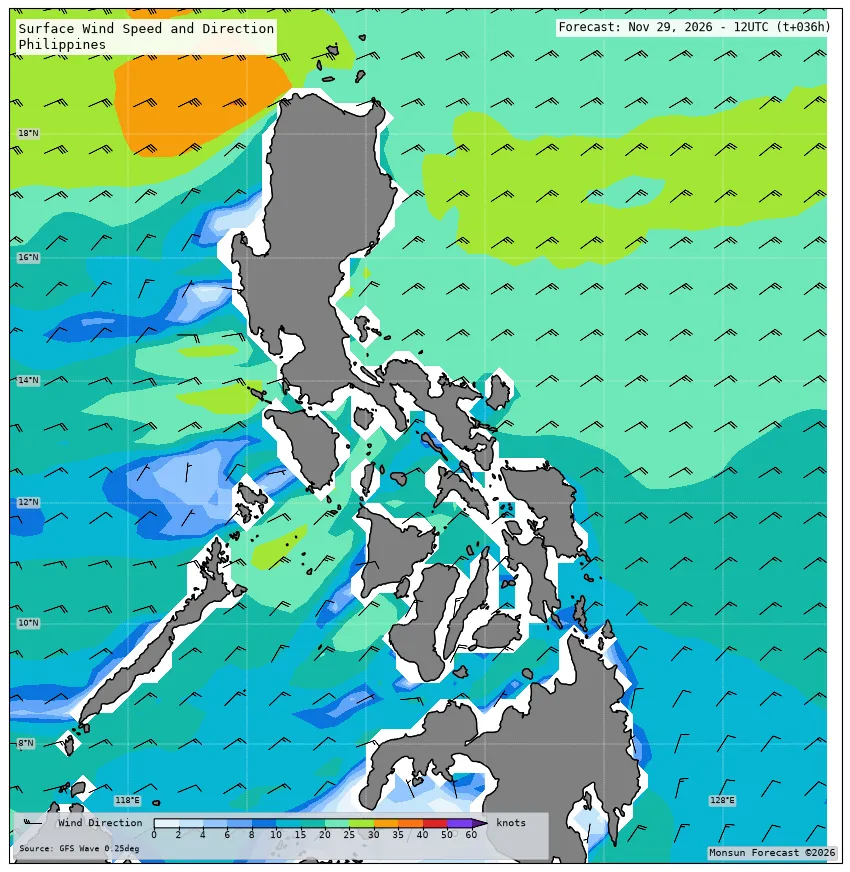 Surface Wind Speed and Direction
Philippines
Forecast: Nov 29, 2026 - 12UTC (t+036h)
18°N
16°N
14°N
12°N
10°N
8°N
118°E
128°E
Wind Direction
0 2 4 6 8 10 15 20 25 30 35 40 50 60
knots
Source: GFS Wave 0.25deg
Monsun Forecast ©2026